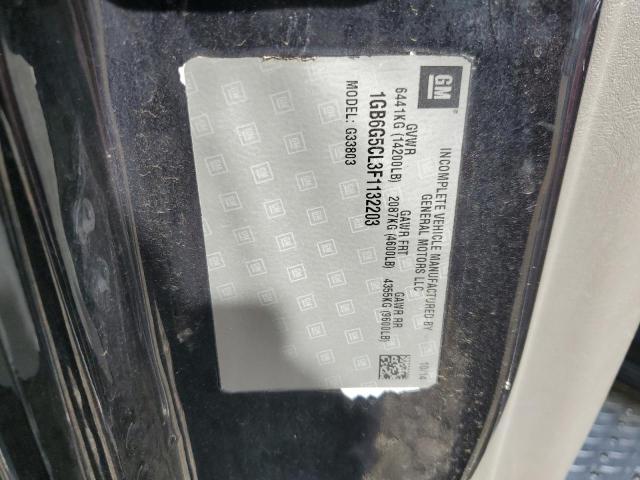 GM
INCOMPLETE VEHICLE MANUFACTURED BY
GENERAL MOTORS LLC
10/14
GVWR GAWR FRT GAWR RR
6441KG (14200LB) 2087KG (4600LB) 4355KG (9600LB)
1GB6G5CL3F1132203
MODEL: G33803